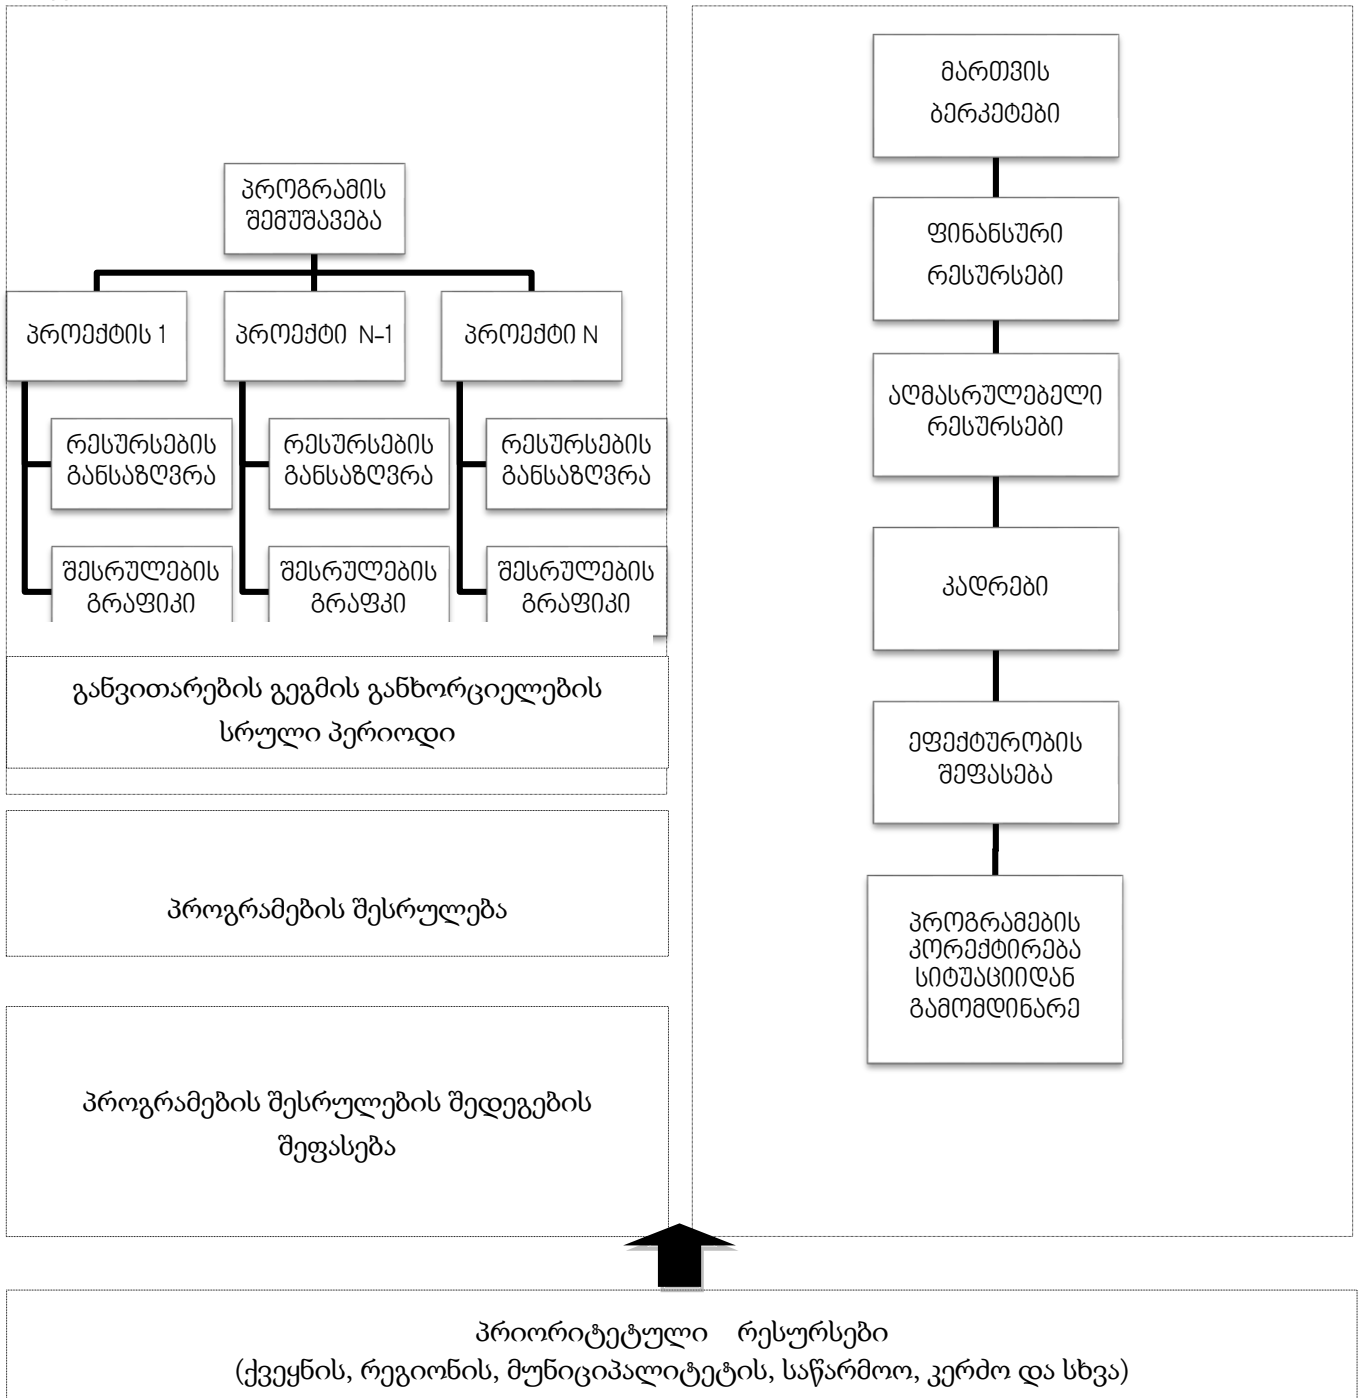 პროგრამის
შემუშავება
პროექტის 1
პროექტი N-1
პროექტი N
რესურსების
განსაზღვრა
რესურსების
განსაზღვრა
რესურსების
განსაზღვრა
შესრულების
გრაფიკი
შესრულების
გრაფკი
შესრულების
გრაფიკი
განვითარების გეგმის განხორციელების
სრული პერიოდი
პროგრამების შესრულება
პროგრამების შესრულების შედეგების
შეფასება
მართვის
ბერკეტები
ფინანსური
რესურსები
აღმასრულებელი
რესურსები
კადრები
ეფექტურობის
შეფასება
პროგრამების
კორექტირება
სიტუაციიდან
გამომდინარე
პრიორიტეტული რესურსები
(ქვეყნის, რეგიონის, მუნიციპალიტეტის, საწარმოო, კერძო და სხვა)